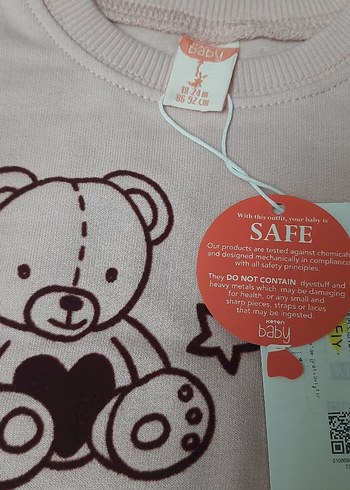 baby
18-24 m
86-92 cm
With this outfit, your baby is
SAFE
Our products are tested against chemicals
and designed mechanically in compliance
with all safety principles.
They DO NOT CONTAIN dyestuff and
heavy metals which may be damaging
for health, or any small and
sharp pieces, straps or laces
that may be ingested.
KOTON
baby